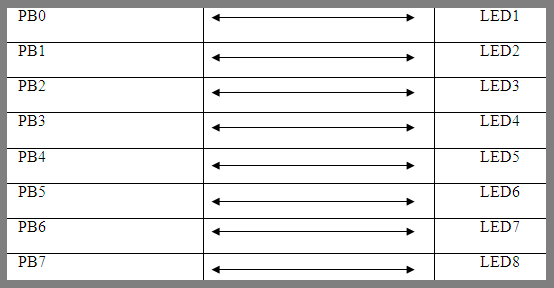 PB0 LED1
PB1 LED2
PB2 LED3
PB3 LED4
PB4 LED5
PB5 LED6
PB6 LED7
PB7 LED8